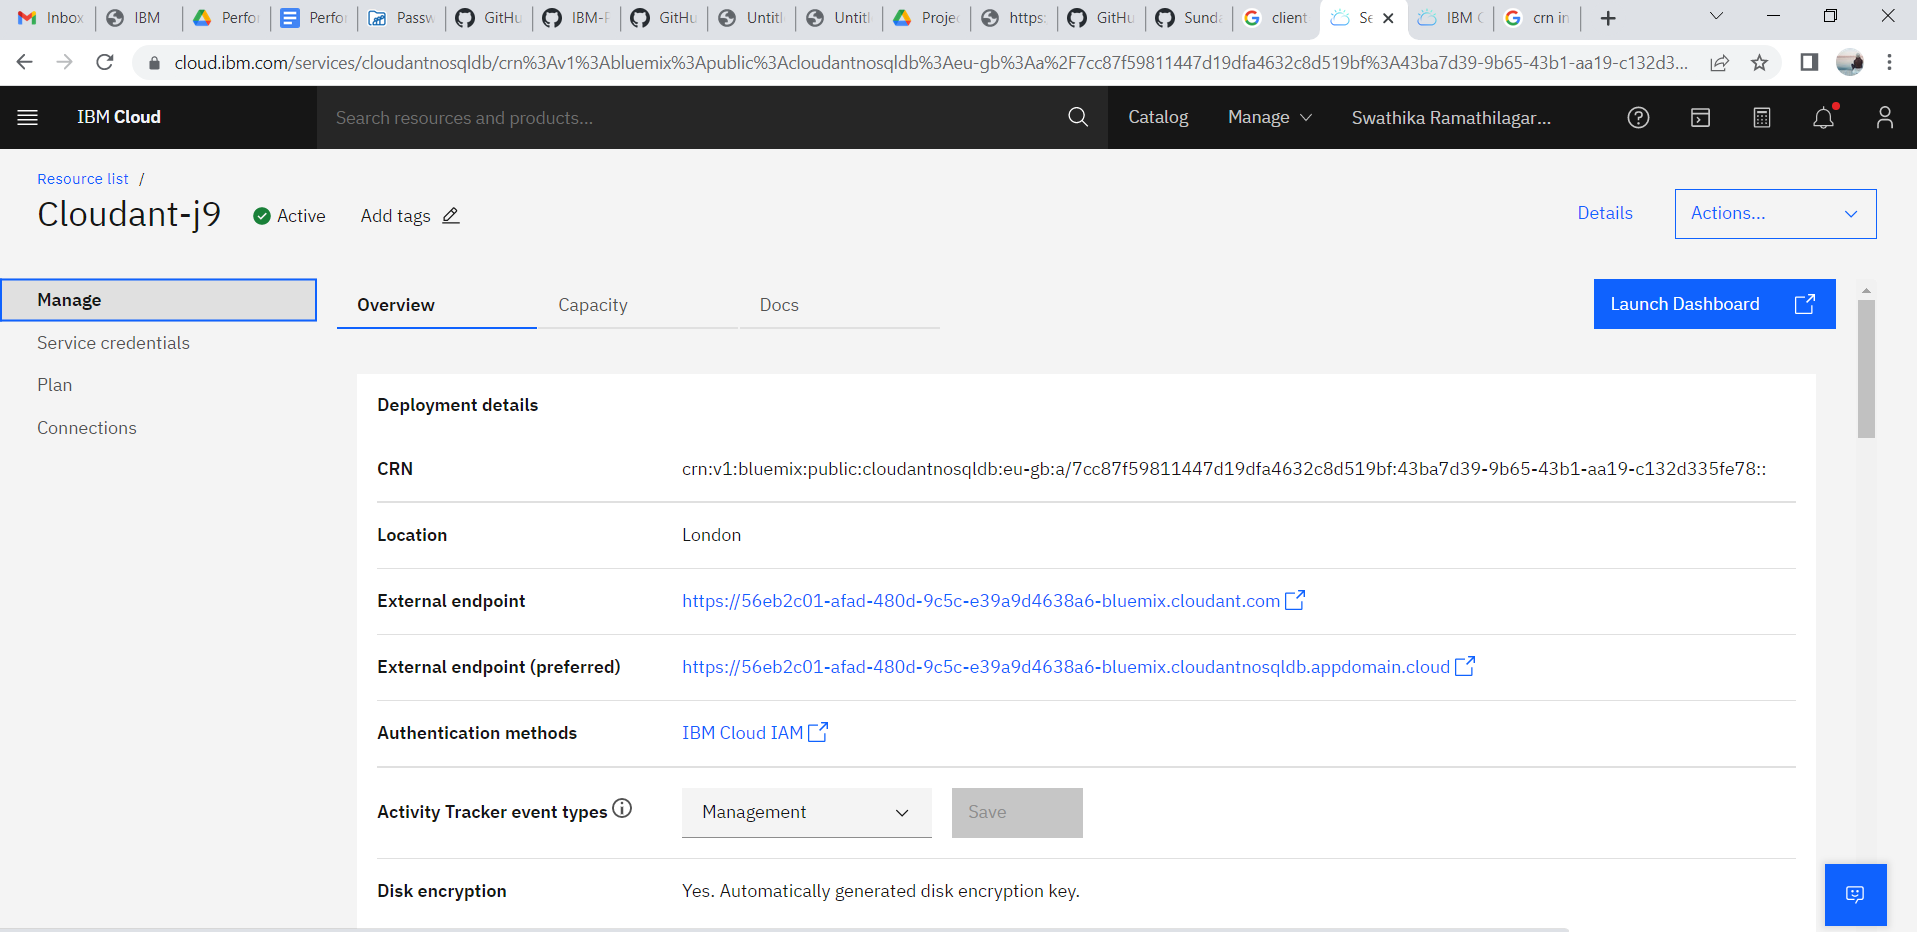 Inbox
IBM
Perfo
Perfo
Passw
GitHu
IBM-P
GitHu
Untitl
Untitl
Projec
https:
GitHu
Sunda
client
Se
IBM C
crn in
cloud.ibm.com/services/cloudantnosqldb/crn%3Av1%3Abluemix%3Apublic%3Acloudantnosqldb%3Aeu-gb%3Aa%2F7cc87f59811447d19dfa4632c8d519bf%3A43ba7d39-9b65-43b1-aa19-c132d3...
IBM Cloud
Search resources and products...
Catalog
Manage
Swathika Ramathilagar...
Resource list /
Cloudant-j9
Active
Add tags
Details
Actions...
Manage
Service credentials
Plan
Connections
Overview
Capacity
Docs
Launch Dashboard
Deployment details
CRN crn:v1:bluemix:public:cloudantnosqldb:eu-gb:a/7cc87f59811447d19dfa4632c8d519bf:43ba7d39-9b65-43b1-aa19-c132d335fe78::
Location London
External endpoint https://56eb2c01-afad-480d-9c5c-e39a9d4638a6-bluemix.cloudant.com
External endpoint (preferred) https://56eb2c01-afad-480d-9c5c-e39a9d4638a6-bluemix.cloudantnosqldb.appdomain.cloud
Authentication methods IBM Cloud IAM
Activity Tracker event types Management Save
Disk encryption Yes. Automatically generated disk encryption key.